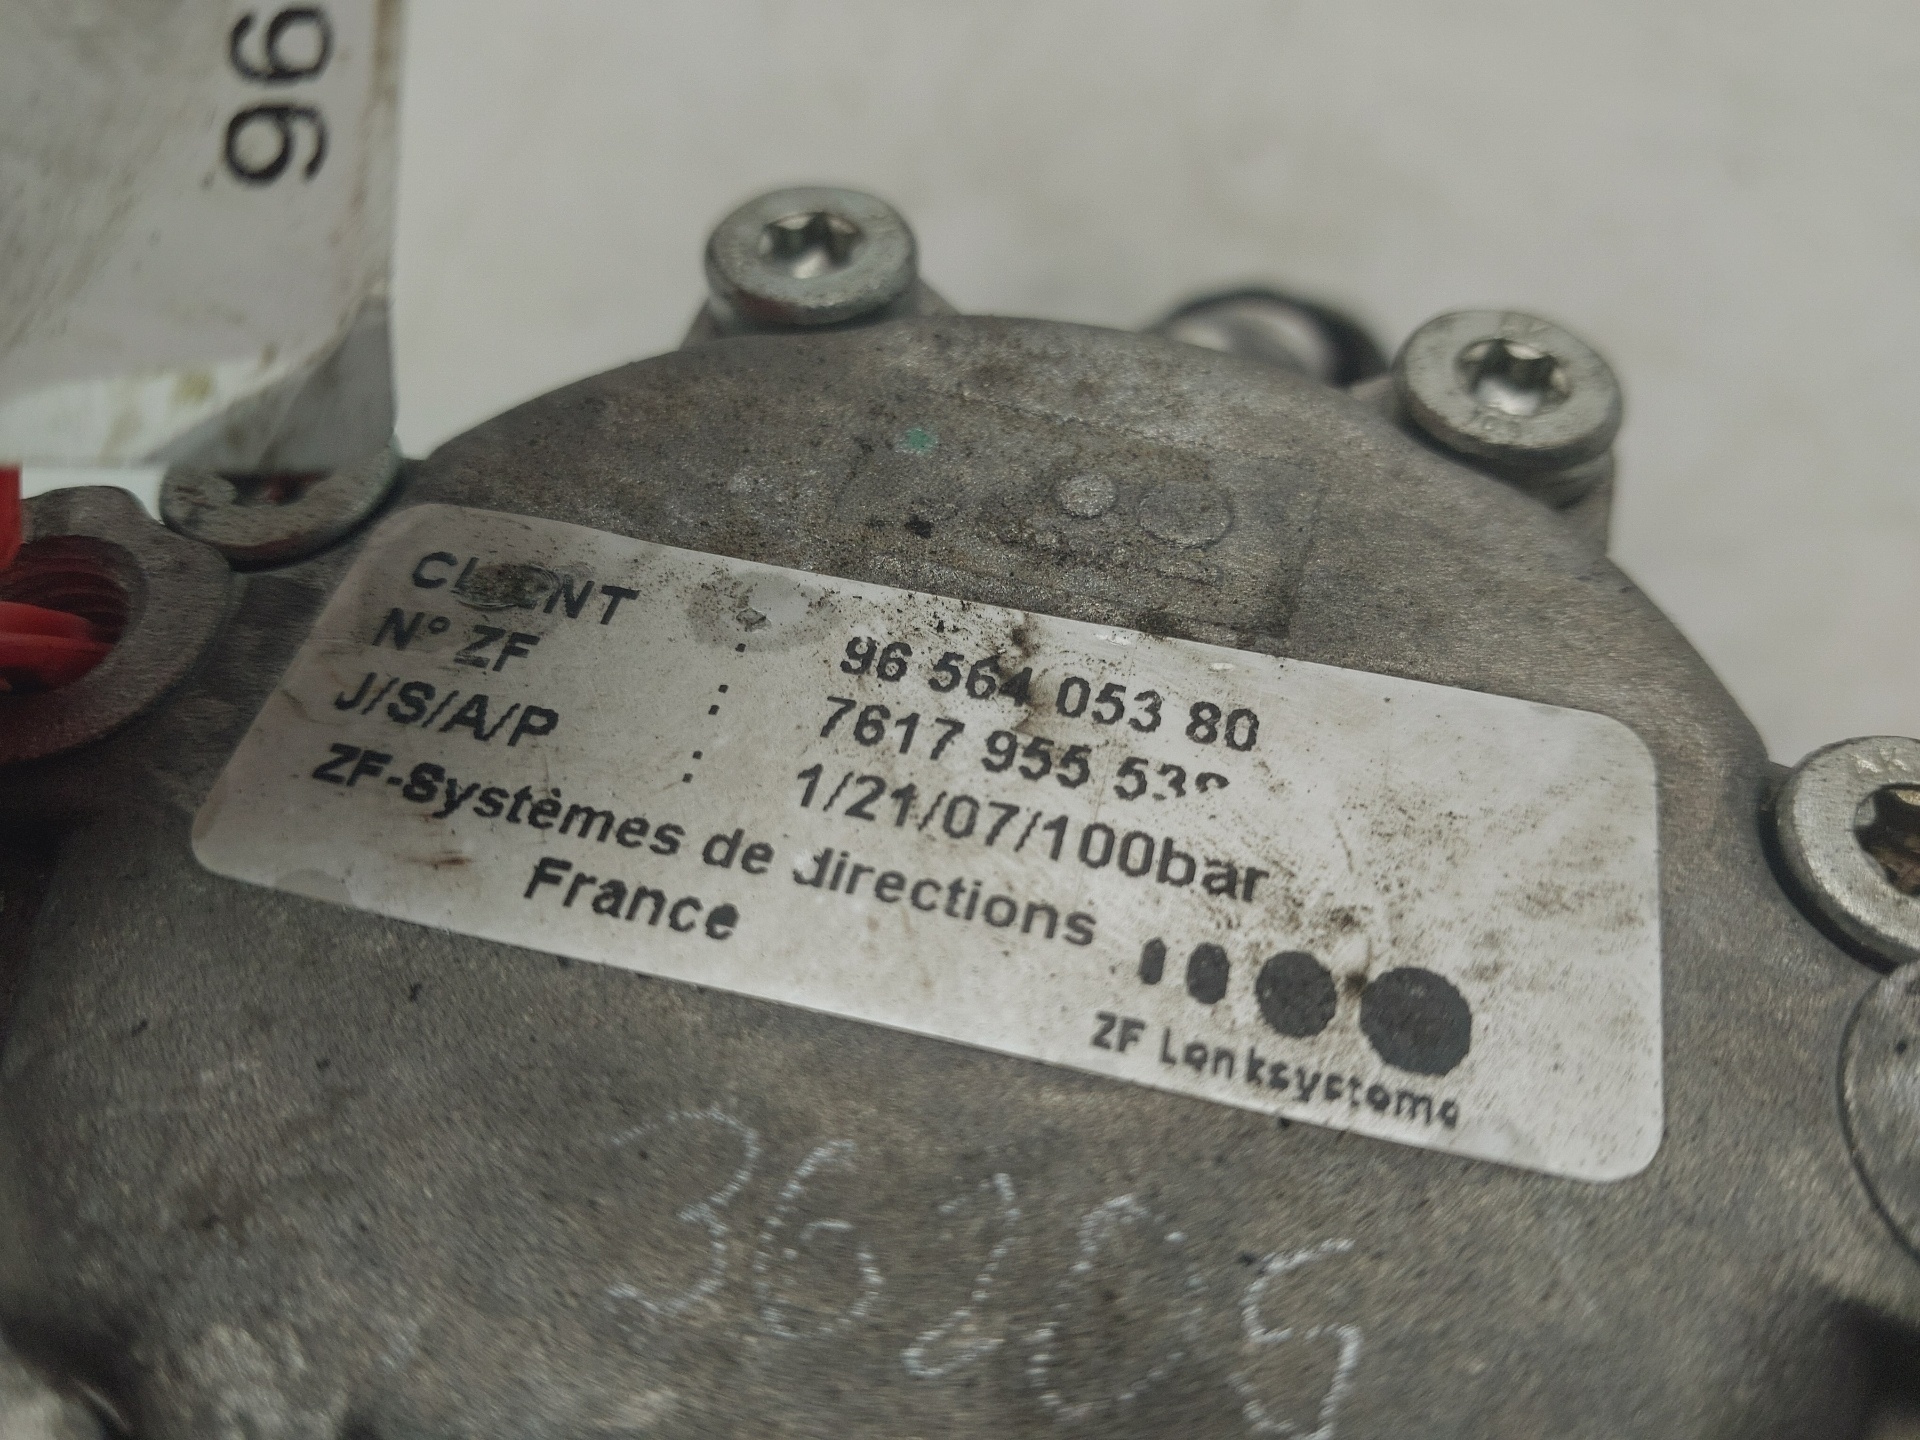 96
CLIENT : 96 564 053 80
N° ZF : 7617 955 53
J/S/A/P : 1/21/07/100bar
ZF-Systèmes de directions
France
ZF Lenksysteme